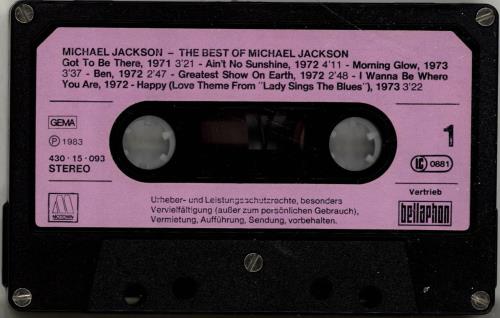 MICHAEL JACKSON - THE BEST OF MICHAEL JACKSON
Got To Be There, 1971 3'21 - Ain't No Sunshine, 1972 4'11 - Morning Glow, 1973
3'37 - Ben, 1972 2'47 - Greatest Show On Earth, 1972 2'48 - I Wanna Be Where
You Are, 1972 - Happy (Love Theme From "Lady Sings The Blues"), 1973 3'22
GEMA
Ⓟ 1983
430·15·093
STEREO
1
LC 0881
MOTOWN
Urheber- und Leistungsschutzrechte, besonders
Vervielfältigung (außer zum persönlichen Gebrauch),
Vermietung, Aufführung, Sendung, vorbehalten.
Vertrieb
bellaphon